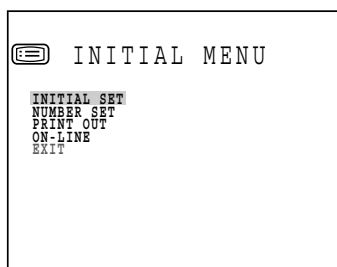 INITIAL MENU
INITIAL SET
NUMBER SET
PRINT OUT
ON-LINE
EXIT